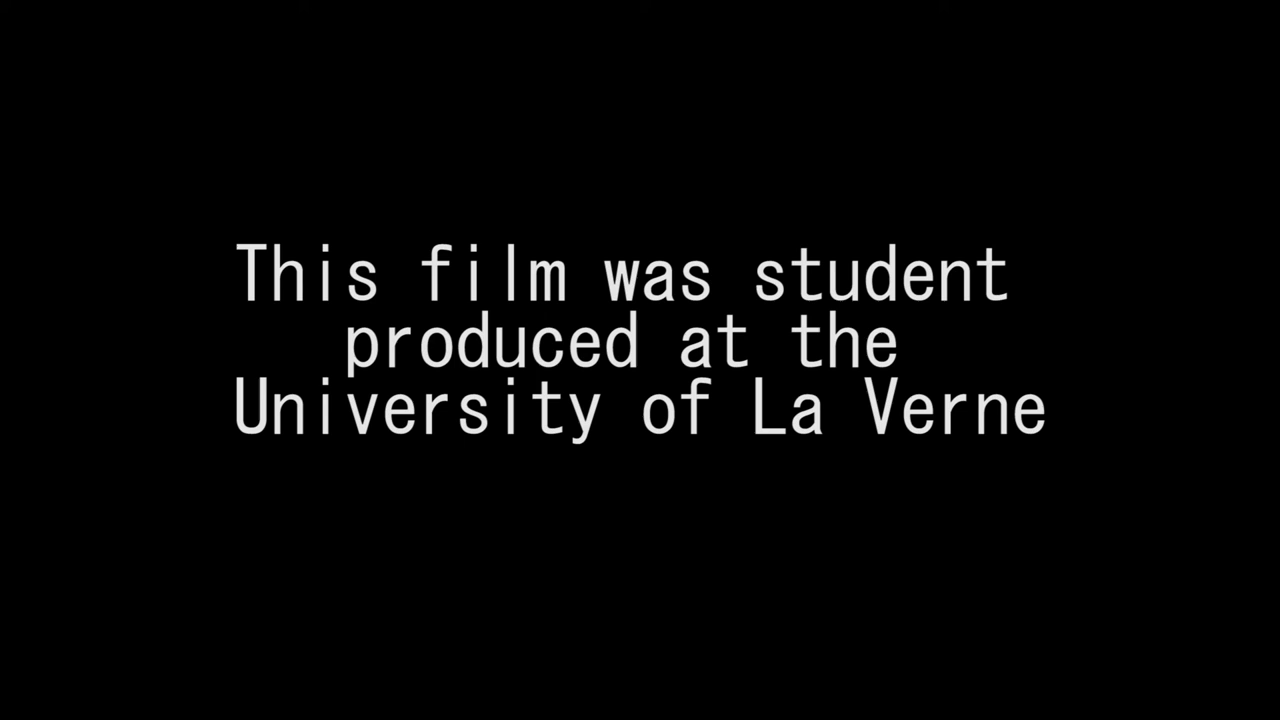 This film was student
produced at the
University of La Verne